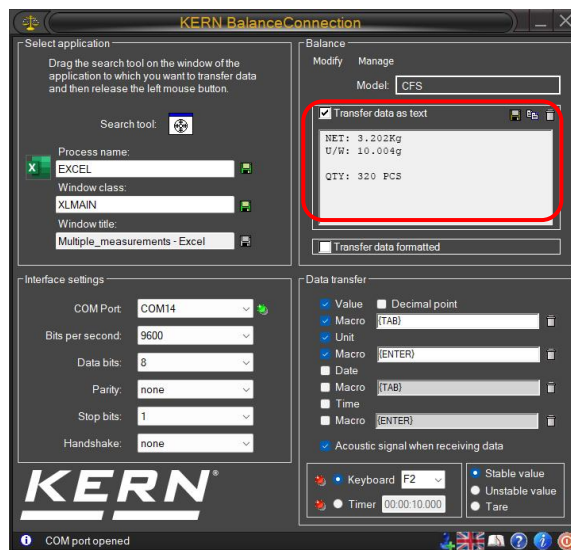 KERN BalanceConnection
Select application
Drag the search tool on the window of the
application to which you want to transfer data
and then release the left mouse button.
Search tool:
Process name:
EXCEL
Window class:
XLMAIN
Window title:
Multiple_measurements - Excel
Balance
Modify Manage
Model: CFS
Transfer data as text
NET: 3.202Kg
U/W: 10.004g
QTY: 320 PCS
Transfer data formatted
Interface settings
COM Port: COM14
Bits per second: 9600
Data bits: 8
Parity: none
Stop bits: 1
Handshake: none
KERN®
Data transfer
Value Decimal point
Macro {TAB}
Unit
Macro {ENTER}
Date
Macro {TAB}
Time
Macro {ENTER}
Acoustic signal when receiving data
Keyboard F2
Timer 00:00:10.000
Stable value
Unstable value
Tare
COM port opened